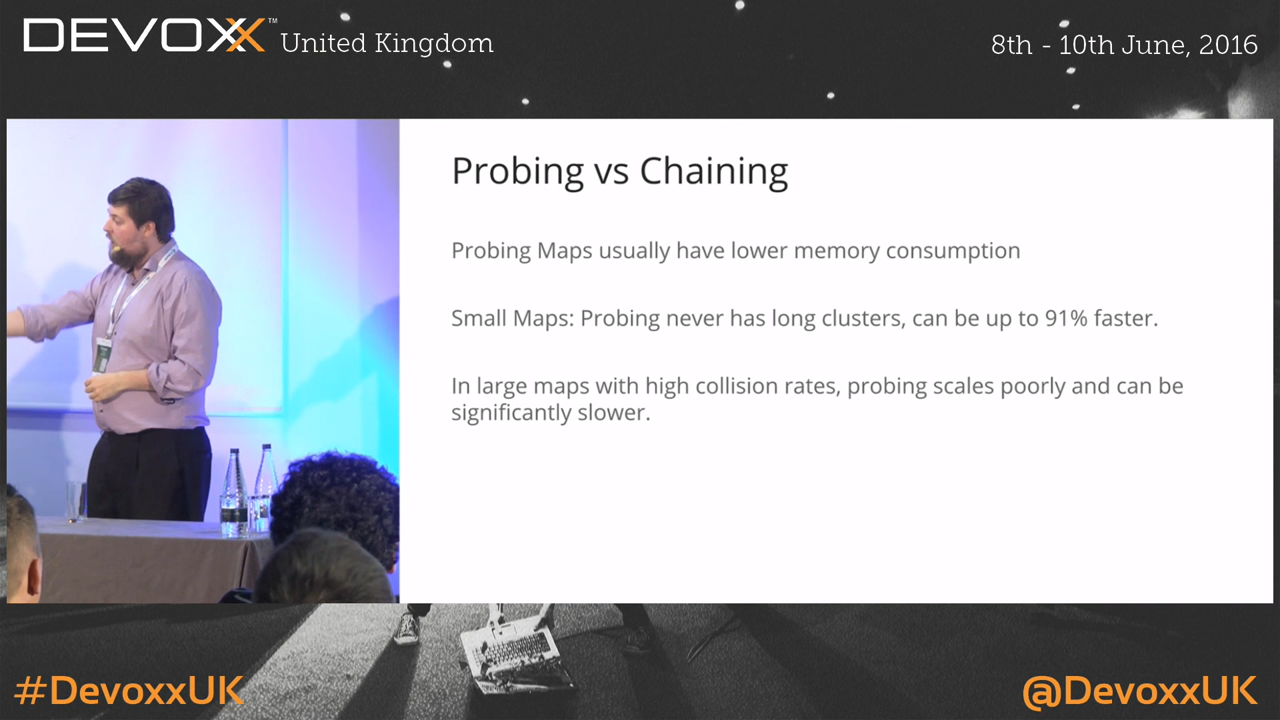 DEVOXX™ United Kingdom
8th - 10th June, 2016
Probing vs Chaining
Probing Maps usually have lower memory consumption
Small Maps: Probing never has long clusters, can be up to 91% faster.
In large maps with high collision rates, probing scales poorly and can be
significantly slower.
#DevoxxUK
@DevoxxUK